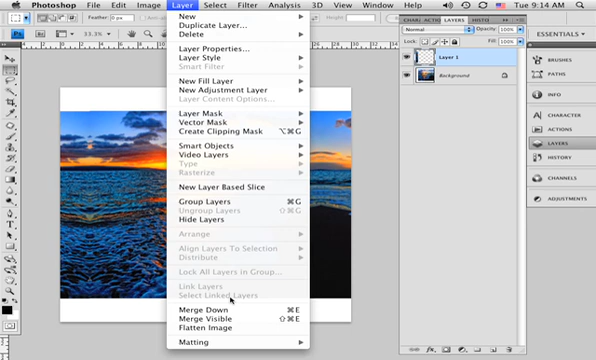 Photoshop File Edit Image Layer Select Filter Analysis 3D View Tue 9:14 AM
Feather: 0 px
33.3%
ESSENTIALS
New
Duplicate Layer...
Delete
Layer Properties...
Layer Style
Smart Filter
New Fill Layer
New Adjustment Layer
Layer Content Options...
Layer Mask
Vector Mask
Create Clipping Mask ⌥⌘G
Smart Objects
Video Layers
Type
Rasterize
New Layer Based Slice
Group Layers ⌘G
Ungroup Layers ⇧⌘G
Hide Layers
Arrange
Align Layers To Selection
Distribute
Lock All Layers in Group...
Link Layers
Select Linked Layers
Merge Down ⌘E
Merge Visible ⇧⌘E
Flatten Image
Matting
LAYERS
Normal Opacity: 100%
Lock: Fill: 100%
Layer 1
Background
BRUSHES
PATHS
INFO
CHARACTER
ACTIONS
LAYERS
HISTORY
CHANNELS
ADJUSTMENTS